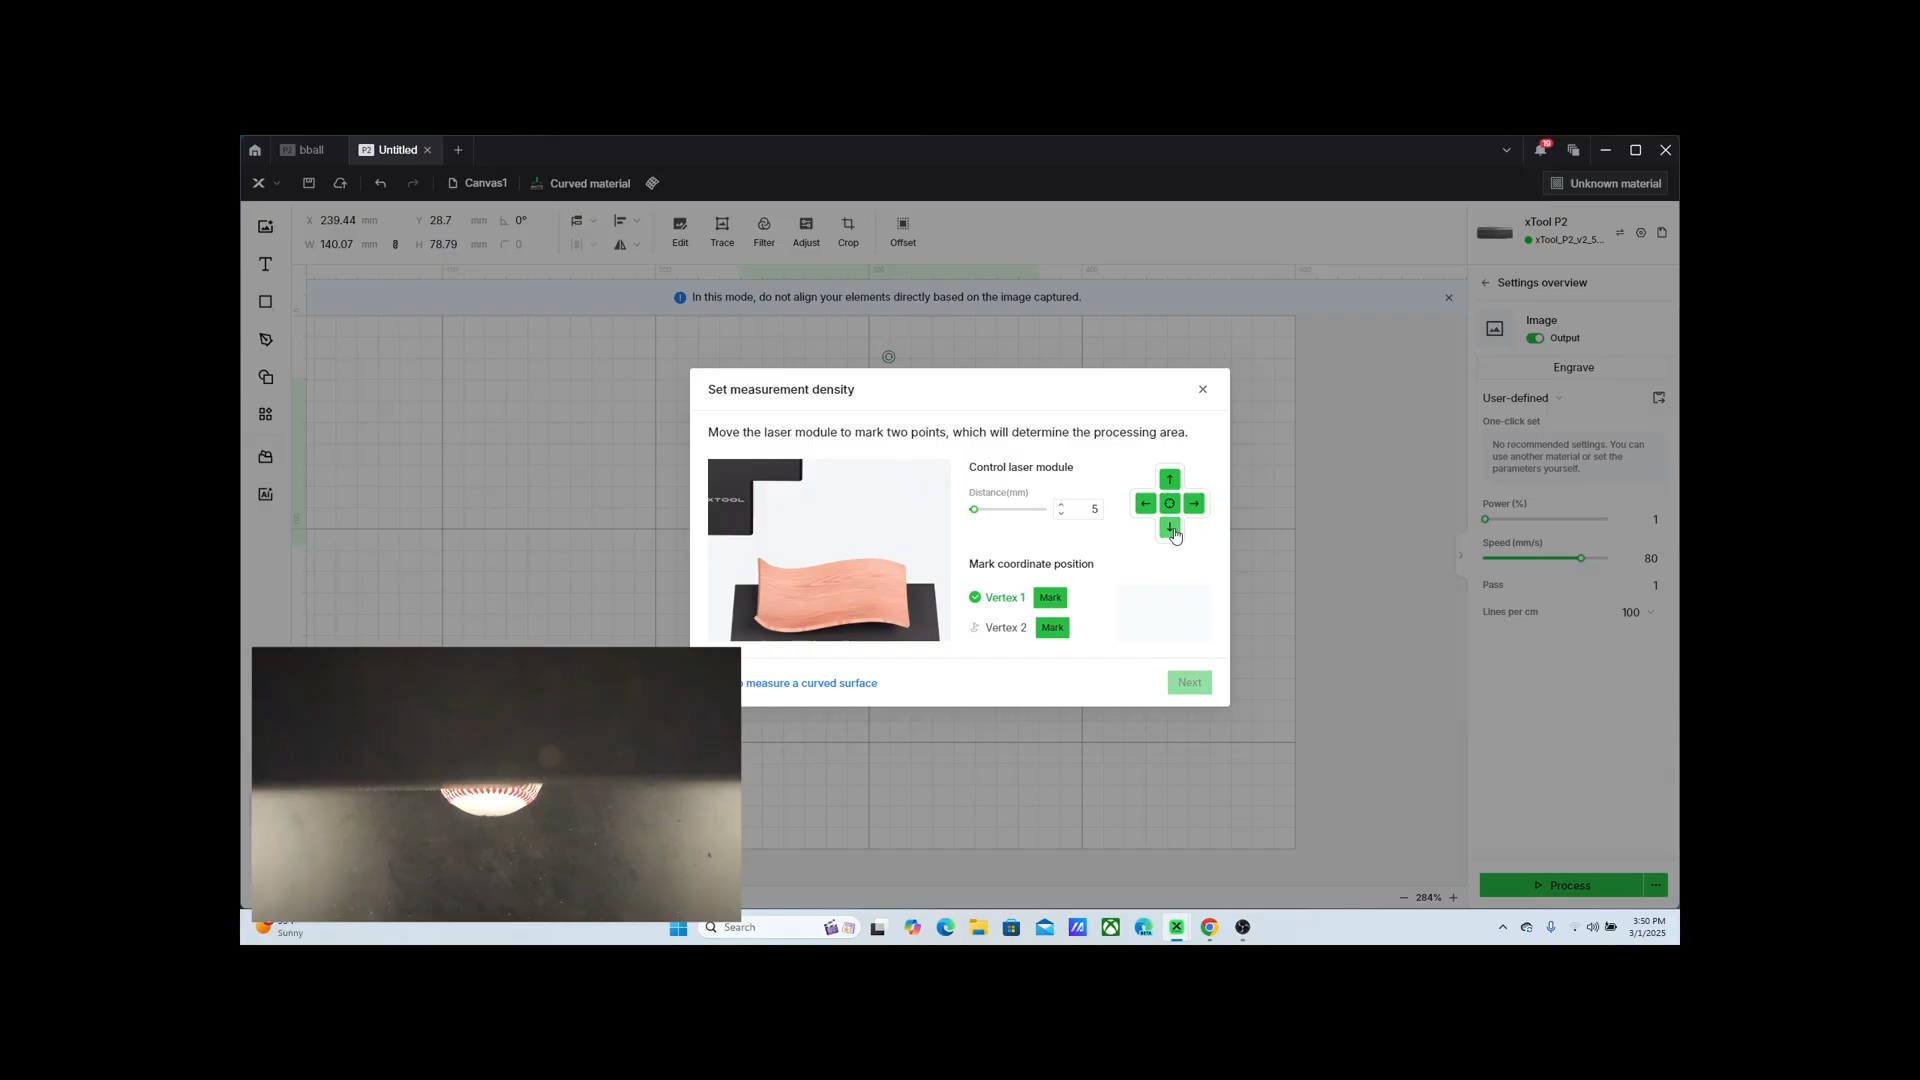 P2 bball
P2 Untitled
19
Canvas1
Curved material
Unknown material
X 239.44 mm Y 28.7 mm 0°
W 140.07 mm H 78.79 mm 0
Edit Trace Filter Adjust Crop Offset
xTool P2
xTool_P2_v2_5...
Settings overview
In this mode, do not align your elements directly based on the image captured.
Image
Output
Engrave
User-defined
One-click set
No recommended settings. You can
use another material or set the
parameters yourself.
Power (%)
1
Speed (mm/s)
80
Pass 1
Lines per cm 100
Set measurement density
Move the laser module to mark two points, which will determine the processing area.
XTOOL
Control laser module
Distance(mm)
5
Mark coordinate position
Vertex 1 Mark
Vertex 2 Mark
measure a curved surface
Next
Process
284%
Sunny
Search
3:50 PM
3/1/2025
Ai
BETA